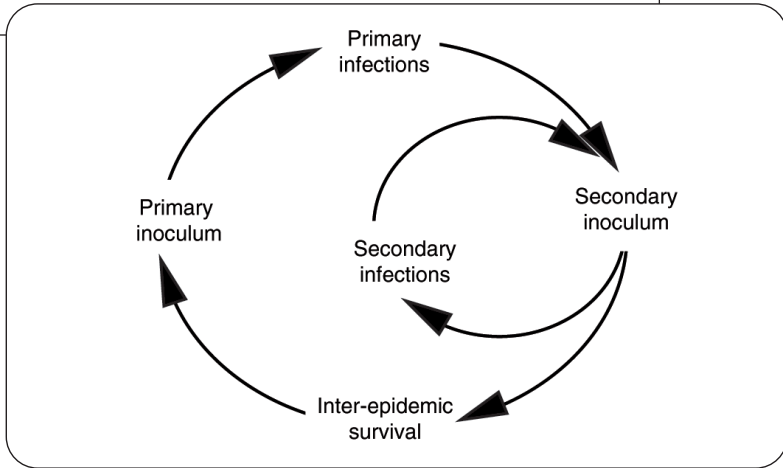 Primary
infections
Secondary
inoculum
Primary
inoculum
Secondary
infections
Inter-epidemic
survival